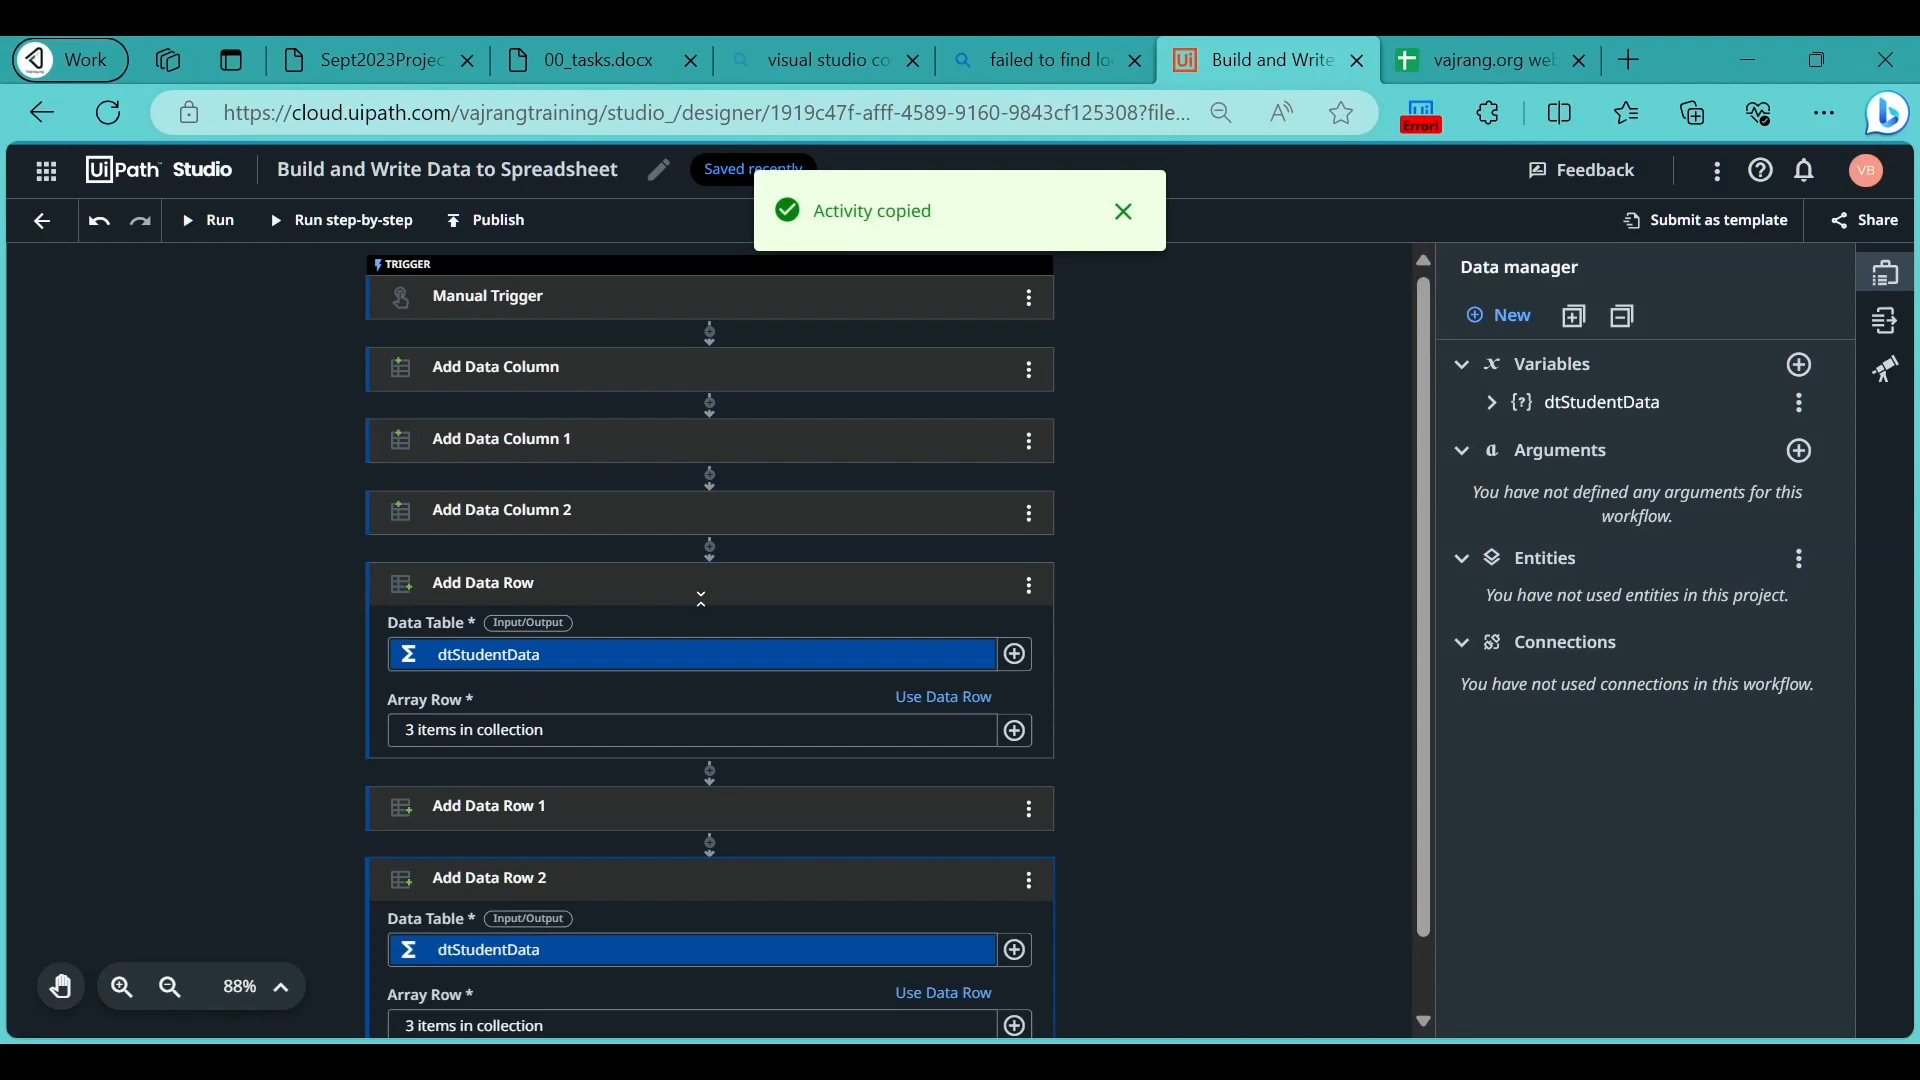 Work
Sept2023Projec
00_tasks.docx
visual studio co
failed to find lo
Build and Write
vajrang.org we
https://cloud.uipath.com/vajrangtraining/studio_/designer/1919c47f-afff-4589-9160-9843cf125308?file...
Error!
UiPath Studio
Build and Write Data to Spreadsheet
Saved recently
Feedback
VB
Run
Run step-by-step
Publish
Activity copied
Submit as template
Share
TRIGGER
Manual Trigger
Add Data Column
Add Data Column 1
Add Data Column 2
Add Data Row
Data Table * Input/Output
dtStudentData
Array Row * Use Data Row
3 items in collection
Add Data Row 1
Add Data Row 2
Data Table * Input/Output
dtStudentData
Array Row * Use Data Row
3 items in collection
88%
Data manager
New
Variables
dtStudentData
Arguments
You have not defined any arguments for this
workflow.
Entities
You have not used entities in this project.
Connections
You have not used connections in this workflow.